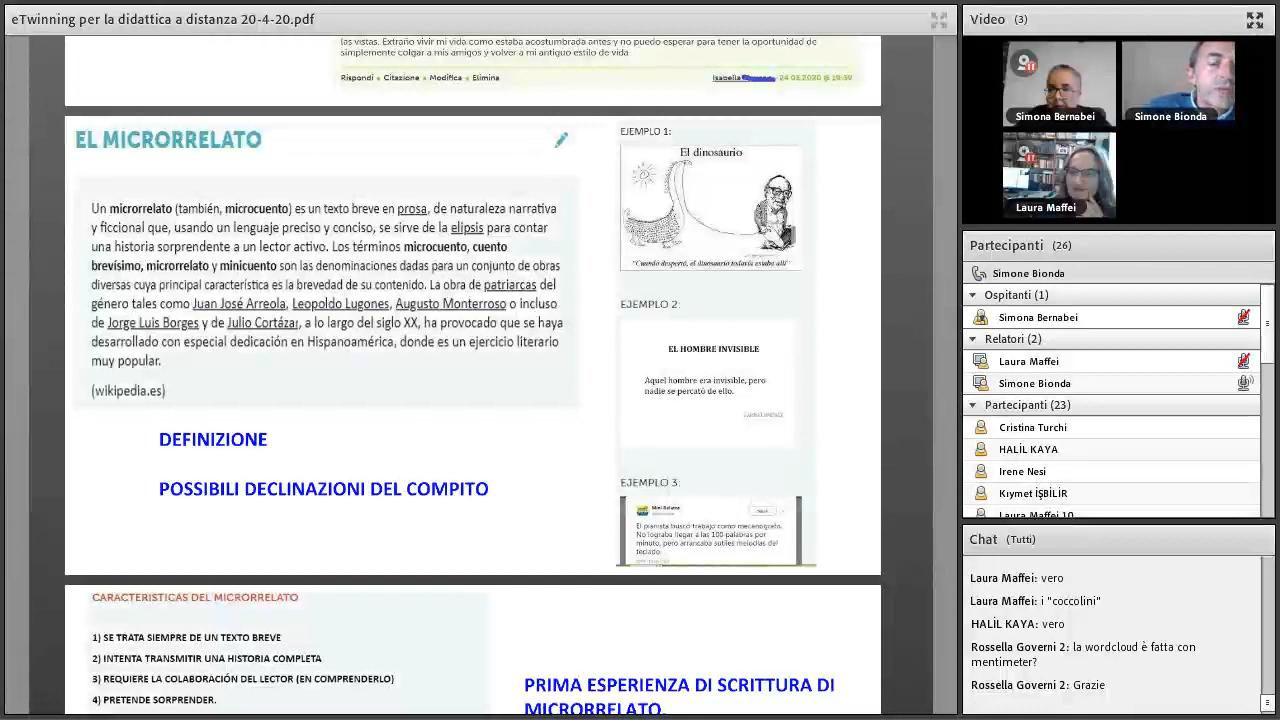 eTwinning per la didattica a distanza 20-4-20.pdf
las vistas. Extraño vivir mi vida como estaba acostumbrada antes y no puedo esperar para tener la oportunidad de
simplemente colgar a mis amigos y volver a mi antiguo estilo de vida
Rispondi • Citazione • Modifica • Elimina
Isabella
24.03.2020 @ 19:59
EL MICRORRELATO
Un microrrelato (también, microcuento) es un texto breve en prosa, de naturaleza narrativa
y ficcional que, usando un lenguaje preciso y conciso, se sirve de la elipsis para contar
una historia sorprendente a un lector activo. Los términos microcuento, cuento
brevísimo, microrrelato y minicuento son las denominaciones dadas para un conjunto de obras
diversas cuya principal característica es la brevedad de su contenido. La obra de patriarcas del
género tales como Juan José Arreola, Leopoldo Lugones, Augusto Monterroso o incluso
de Jorge Luis Borges y de Julio Cortázar, a lo largo del siglo XX, ha provocado que se haya
desarrollado con especial dedicación en Hispanoamérica, donde es un ejercicio literario
muy popular.
(wikipedia.es)
DEFINIZIONE
POSSIBILI DECLINAZIONI DEL COMPITO
EJEMPLO 1:
El dinosaurio
"Cuando despertó, el dinosaurio todavía estaba allí"
EJEMPLO 2:
EL HOMBRE INVISIBLE
Aquel hombre era invisible, pero
nadie se percató de ello.
EJEMPLO 3:
El pianista buscó trabajo como mecanógrafo.
No lograba llegar a las 100 palabras por
minuto, pero arrancaba sutiles melodías del
teclado.
CARACTERISTICAS DEL MICRORRELATO
1) SE TRATA SIEMPRE DE UN TEXTO BREVE
2) INTENTA TRANSMITIR UNA HISTORIA COMPLETA
3) REQUIERE LA COLABORACIÓN DEL LECTOR (EN COMPRENDERLO)
4) PRETENDE SORPRENDER.
PRIMA ESPERIENZA DI SCRITTURA DI
MICRORRELATO.
Video (3)
Simona Bernabei
Simone Bionda
Laura Maffei
Partecipanti (26)
Simone Bionda
Ospitanti (1)
Simona Bernabei
Relatori (2)
Laura Maffei
Simone Bionda
Partecipanti (23)
Cristina Turchi
HALİL KAYA
Irene Nesi
Kıymet İŞBİLİR
Laura Maffei 10
Chat (Tutti)
Laura Maffei: vero
Laura Maffei: i "coccolini"
HALIL KAYA: vero
Rossella Governi 2: la wordcloud è fatta con
mentimeter?
Rossella Governi 2: Grazie